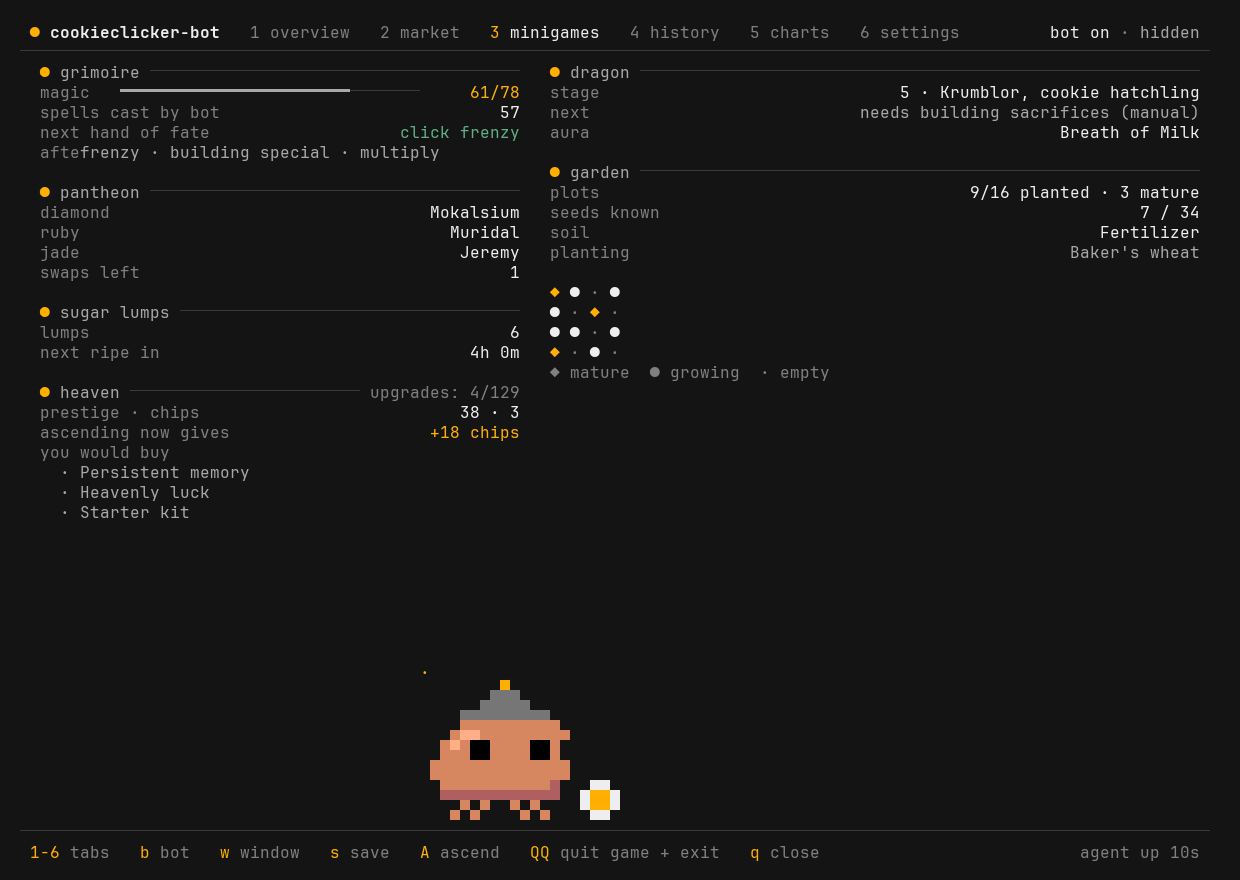 cookieclicker-bot 1 overview 2 market 3 minigames 4 history 5 charts 6 settings bot on · hidden
grimoire
magic 61/78
spells cast by bot 57
next hand of fate click frenzy
aftefrenzy · building special · multiply
pantheon
diamond Mokalsium
ruby Muridal
jade Jeremy
swaps left 1
sugar lumps
lumps 6
next ripe in 4h 0m
heaven upgrades: 4/129
prestige · chips 38 · 3
ascending now gives +18 chips
you would buy
· Persistent memory
· Heavenly luck
· Starter kit
dragon
stage 5 · Krumblor, cookie hatchling
next needs building sacrifices (manual)
aura Breath of Milk
garden
plots 9/16 planted · 3 mature
seeds known 7 / 34
soil Fertilizer
planting Baker's wheat
◆ mature ● growing · empty
1-6 tabs b bot w window s save A ascend QQ quit game + exit q close agent up 10s